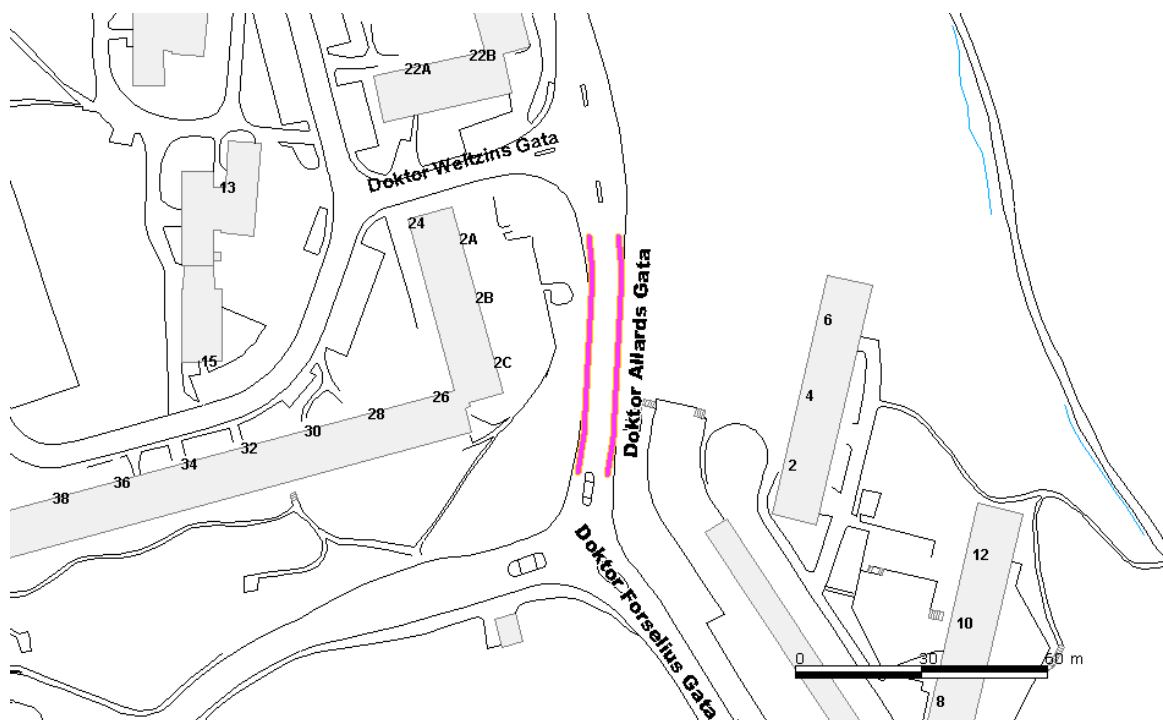 22B
22A
Doktor Weltzins Gata
13
24
2A
2B
Doktor Allards Gata
6
15
2C
4
26
28
30
32
34
36
38
2
Doktor Forselius Gata
12
10
8
0 30 60 m